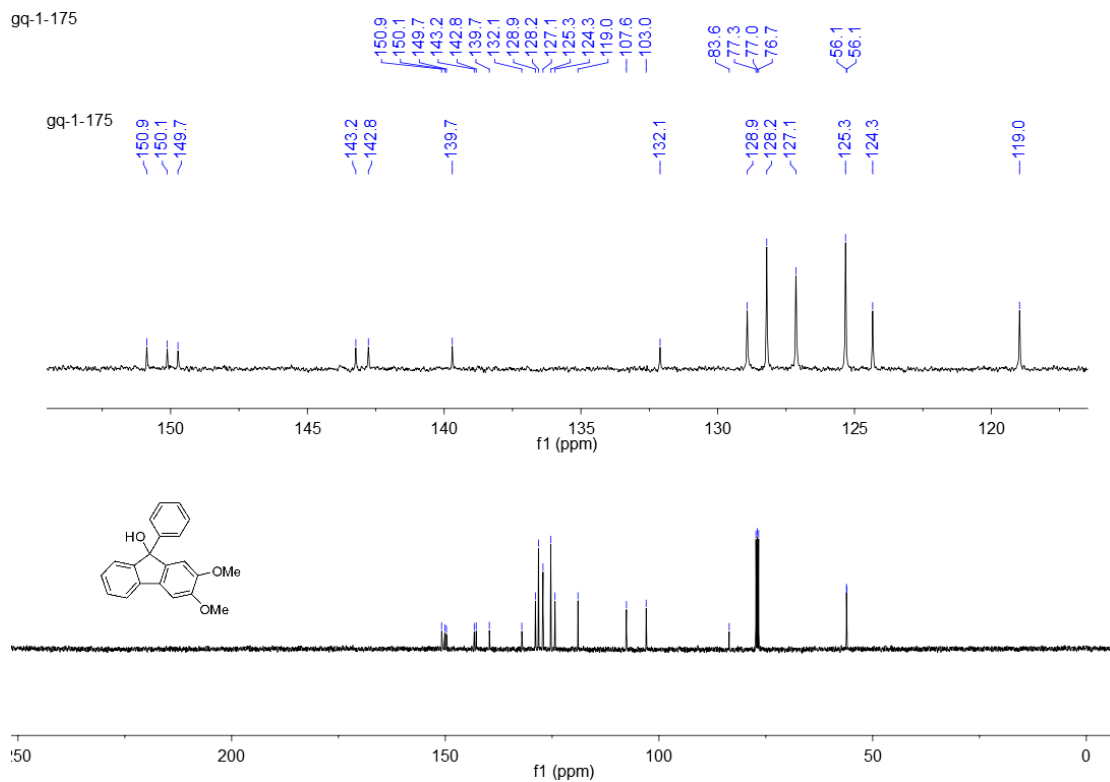 gq-1-175
150.9 150.1 149.7 143.2 142.8 139.7 132.1 128.9 128.2 127.1 125.3 124.3 119.0 107.6 103.0 83.6 77.3 77.0 76.7 56.1 56.1
gq-1-175
150.9 150.1 149.7 143.2 142.8 139.7 132.1 128.9 128.2 127.1 125.3 124.3 119.0
150 145 140 135 130 125 120
f1 (ppm)
HO
OMe
OMe
250 200 150 100 50 0
f1 (ppm)